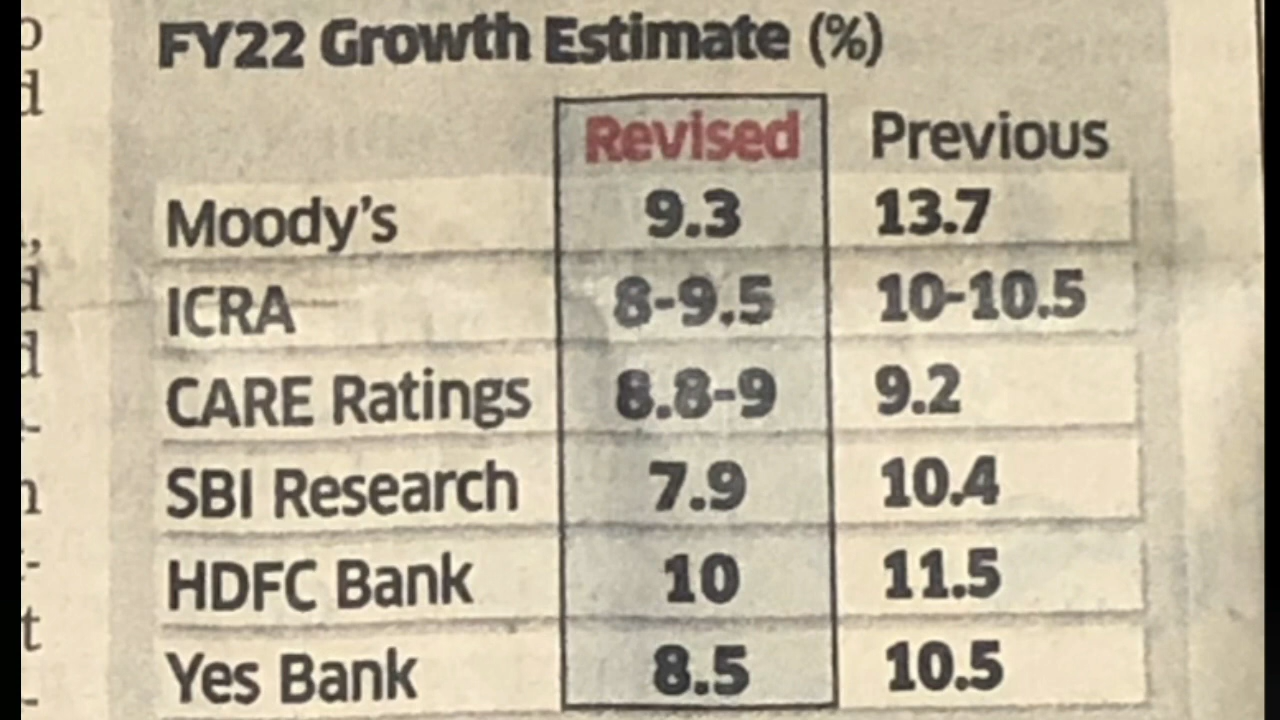 FY22 Growth Estimate (%)
Revised Previous
Moody's 9.3 13.7
ICRA 8-9.5 10-10.5
CARE Ratings 8.8-9 9.2
SBI Research 7.9 10.4
HDFC Bank 10 11.5
Yes Bank 8.5 10.5